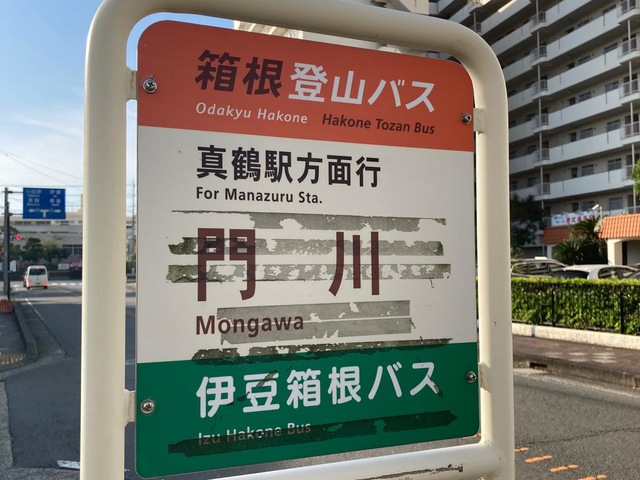 箱根登山バス
Odakyu Hakone Hakone Tozan Bus
真鶴駅方面行
For Manazuru Sta.
門川
Mongawa
伊豆箱根バス
Izu Hakone Bus